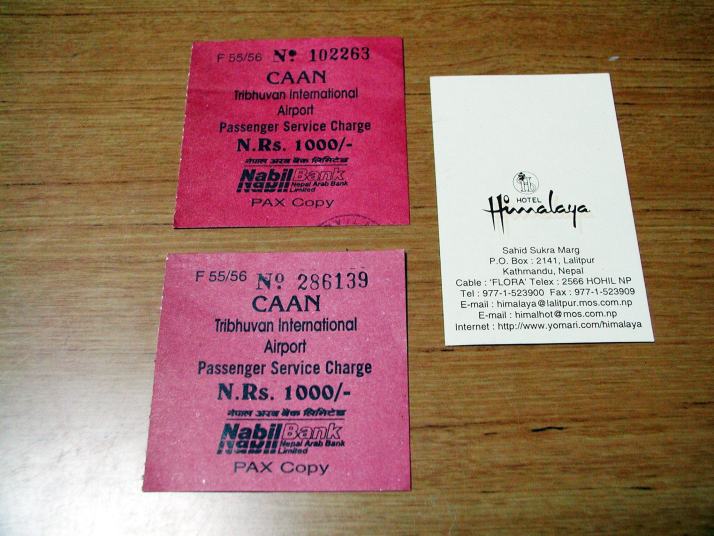 F 55/56 Nº 102263
CAAN
Tribhuvan International
Airport
Passenger Service Charge
N.Rs. 1000/-
नेपाल अरब बैंक लिमिटेड
NabilBank
Nepal Arab Bank
Limited
PAX Copy
F 55/56 Nº 286139
CAAN
Tribhuvan International
Airport
Passenger Service Charge
N.Rs. 1000/-
नेपाल अरब बैंक लिमिटेड
NabilBank
Nepal Arab Bank
Limited
PAX Copy
HOTEL
Himalaya
Sahid Sukra Marg
P.O. Box : 2141, Lalitpur
Kathmandu, Nepal
Cable : 'FLORA' Telex : 2566 HOHIL NP
Tel : 977-1-523900 Fax : 977-1-523909
E-mail : himalaya@lalitpur.mos.com.np
E-mail : himalhot@mos.com.np
Internet : http://www.yomari.com/himalaya